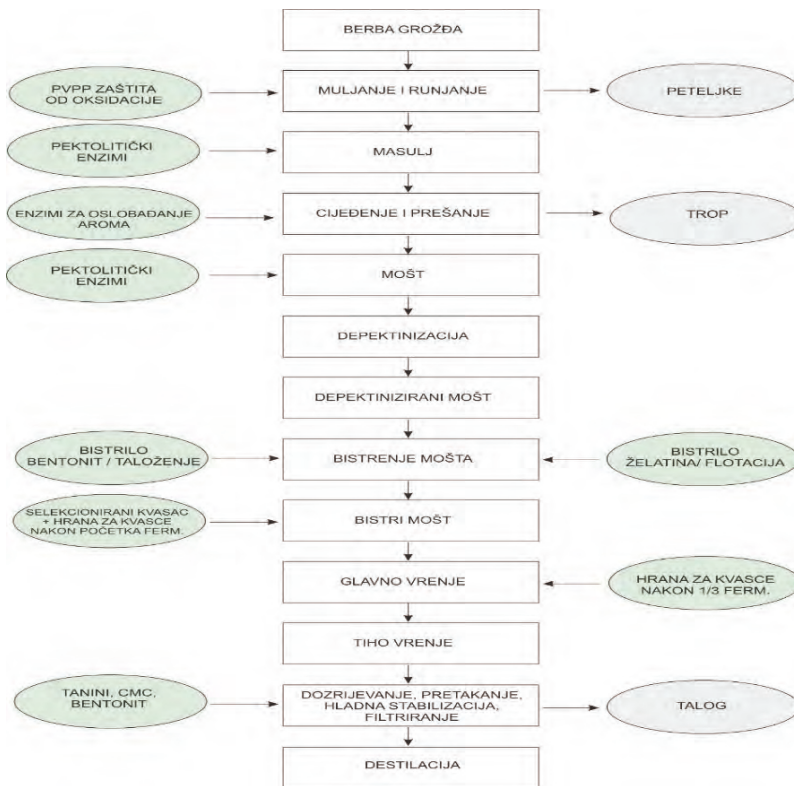 BERBA GROŽĐA
PVPP ZAŠTITA
OD OKSIDACIJE
MULJANJE I RUNJANJE
PETELJKE
PEKTOLITIČKI
ENZIMI
MASULJ
ENZIMI ZA OSLOBAĐANJE
AROMA
CIJEĐENJE I PREŠANJE
TROP
PEKTOLITIČKI
ENZIMI
MOŠT
DEPEKTINIZACIJA
DEPEKTINIZIRANI MOŠT
BISTRILO
BENTONIT / TALOŽENJE
BISTRENJE MOŠTA
BISTRILO
ŽELATINA/ FLOTACIJA
SELEKCIONIRANI KVASAC
+ HRANA ZA KVASCE
NAKON POČETKA FERM.
BISTRI MOŠT
GLAVNO VRENJE
HRANA ZA KVASCE
NAKON 1/3 FERM.
TIHO VRENJE
TANINI, CMC,
BENTONIT
DOZRIJEVANJE, PRETAKANJE,
HLADNA STABILIZACIJA,
FILTRIRANJE
TALOG
DESTILACIJA